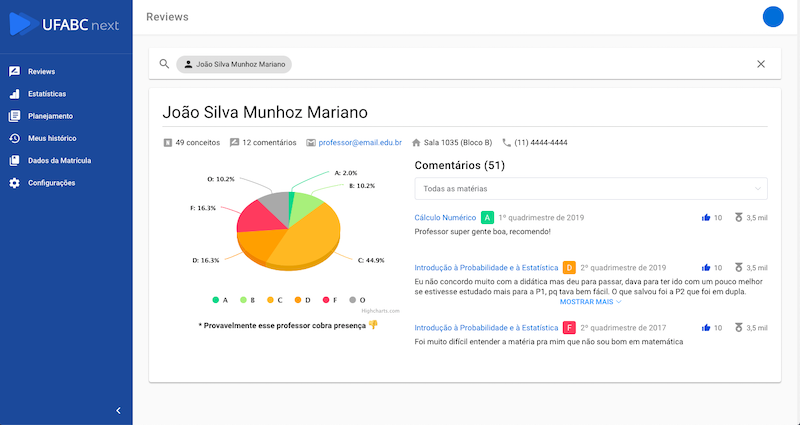 UFABC next
Reviews
Reviews
Estatísticas
Planejamento
Meus histórico
Dados da Matrícula
Configurações
João Silva Munhoz Mariano
João Silva Munhoz Mariano
49 conceitos 12 comentários professor@email.edu.br Sala 1035 (Bloco B) (11) 4444-4444
A: 2.0%
B: 10.2%
C: 44.9%
D: 16.3%
F: 16.3%
O: 10.2%
A B C D F O
Highcharts.com
* Provavelmente esse professor cobra presença 👎
Comentários (51)
Todas as matérias
Cálculo Numérico A 1º quadrimestre de 2019 10 3,5 mil
Professor super gente boa, recomendo!
Introdução à Probabilidade e à Estatística D 2º quadrimestre de 2019 10 3,5 mil
Eu não concordo muito com a didática mas deu para passar, dava para ter ido com um pouco melhor
se estivesse estudado mais para a P1, pq tava bem fácil. O que salvou foi a P2 que foi em dupla.
MOSTRAR MAIS
Introdução à Probabilidade e à Estatística F 2º quadrimestre de 2017 10 3,5 mil
Foi muito difícil entender a matéria pra mim que não sou bom em matemática